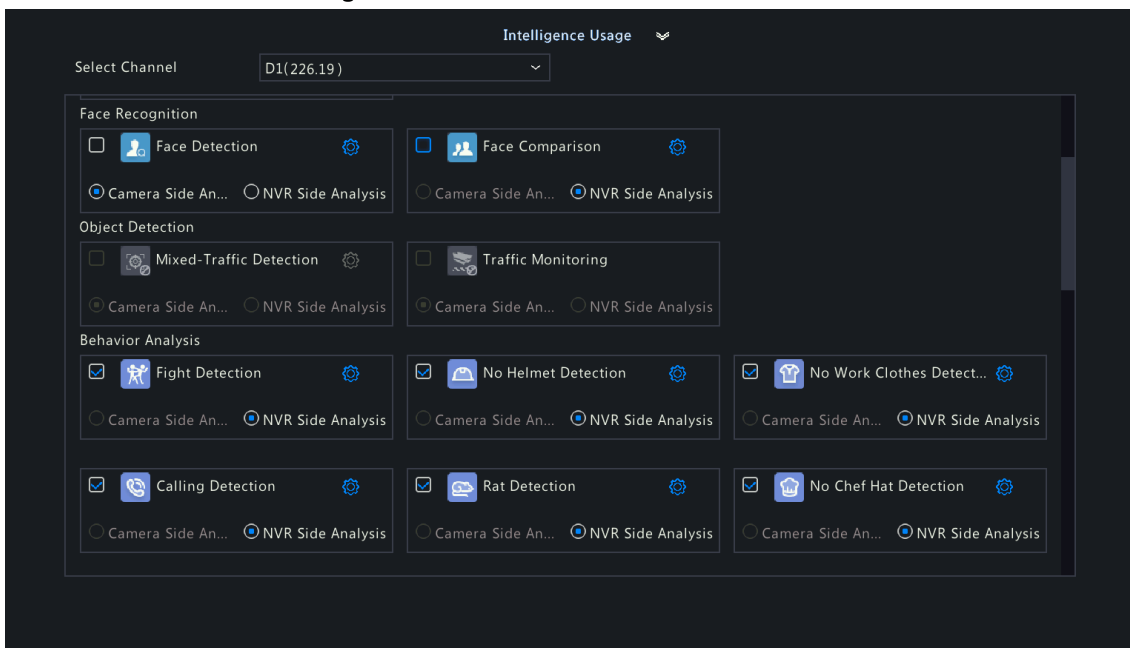 Intelligence Usage
Select Channel D1(226.19)
Face Recognition
Face Detection Face Comparison
Camera Side An... NVR Side Analysis Camera Side An... NVR Side Analysis
Object Detection
Mixed-Traffic Detection Traffic Monitoring
Camera Side An... NVR Side Analysis Camera Side An... NVR Side Analysis
Behavior Analysis
Fight Detection No Helmet Detection No Work Clothes Detect...
Camera Side An... NVR Side Analysis Camera Side An... NVR Side Analysis Camera Side An... NVR Side Analysis
Calling Detection Rat Detection No Chef Hat Detection
Camera Side An... NVR Side Analysis Camera Side An... NVR Side Analysis Camera Side An... NVR Side Analysis